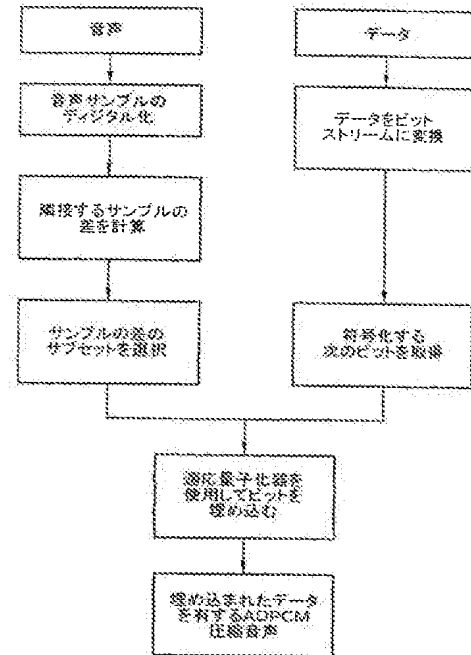 音声
音声サンプルの
ディジタル化
隣接するサンプルの
差を計算
サンプルの差の
サブセットを選択
データ
データをビット
ストリームに変換
符号化する
次のビットを取得
適応量子化器を
使用してビットを
埋め込む
埋め込まれたデータ
を有するADPCM
圧縮音声